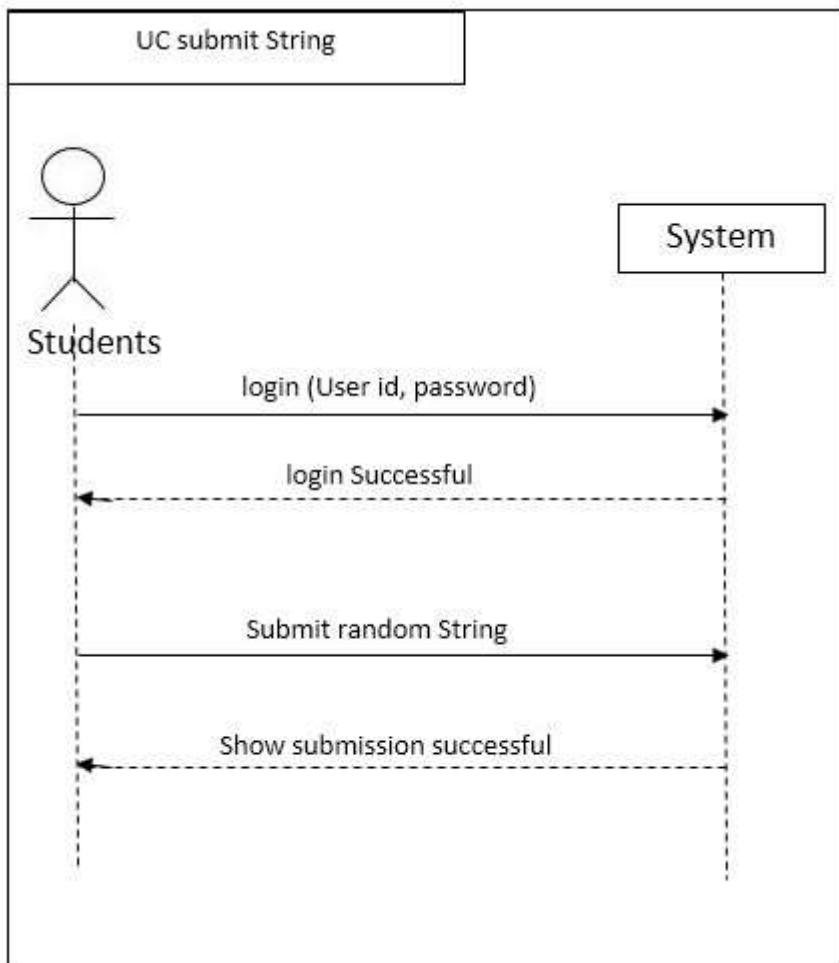 UC submit String
System
Students
login (User id, password)
login Successful
Submit random String
Show submission successful